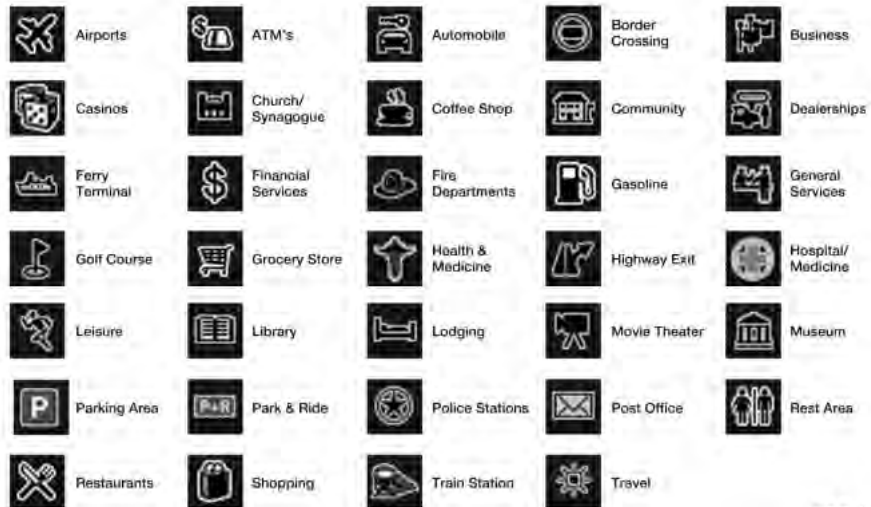 Airports
ATM's
Automobile
Border
Crossing
Business
Casinos
Church/
Synagogue
Coffee Shop
Community
Dealerships
Ferry
Terminal
Financial
Services
Fire
Departments
Gasoline
General
Services
Golf Course
Grocery Store
Health &
Medicine
Highway Exit
Hospital/
Medicine
Leisure
Library
Lodging
Movie Theater
Museum
P
Parking Area
P+R
Park & Ride
Police Stations
Post Office
Rest Area
Restaurants
Shopping
Train Station
Travel